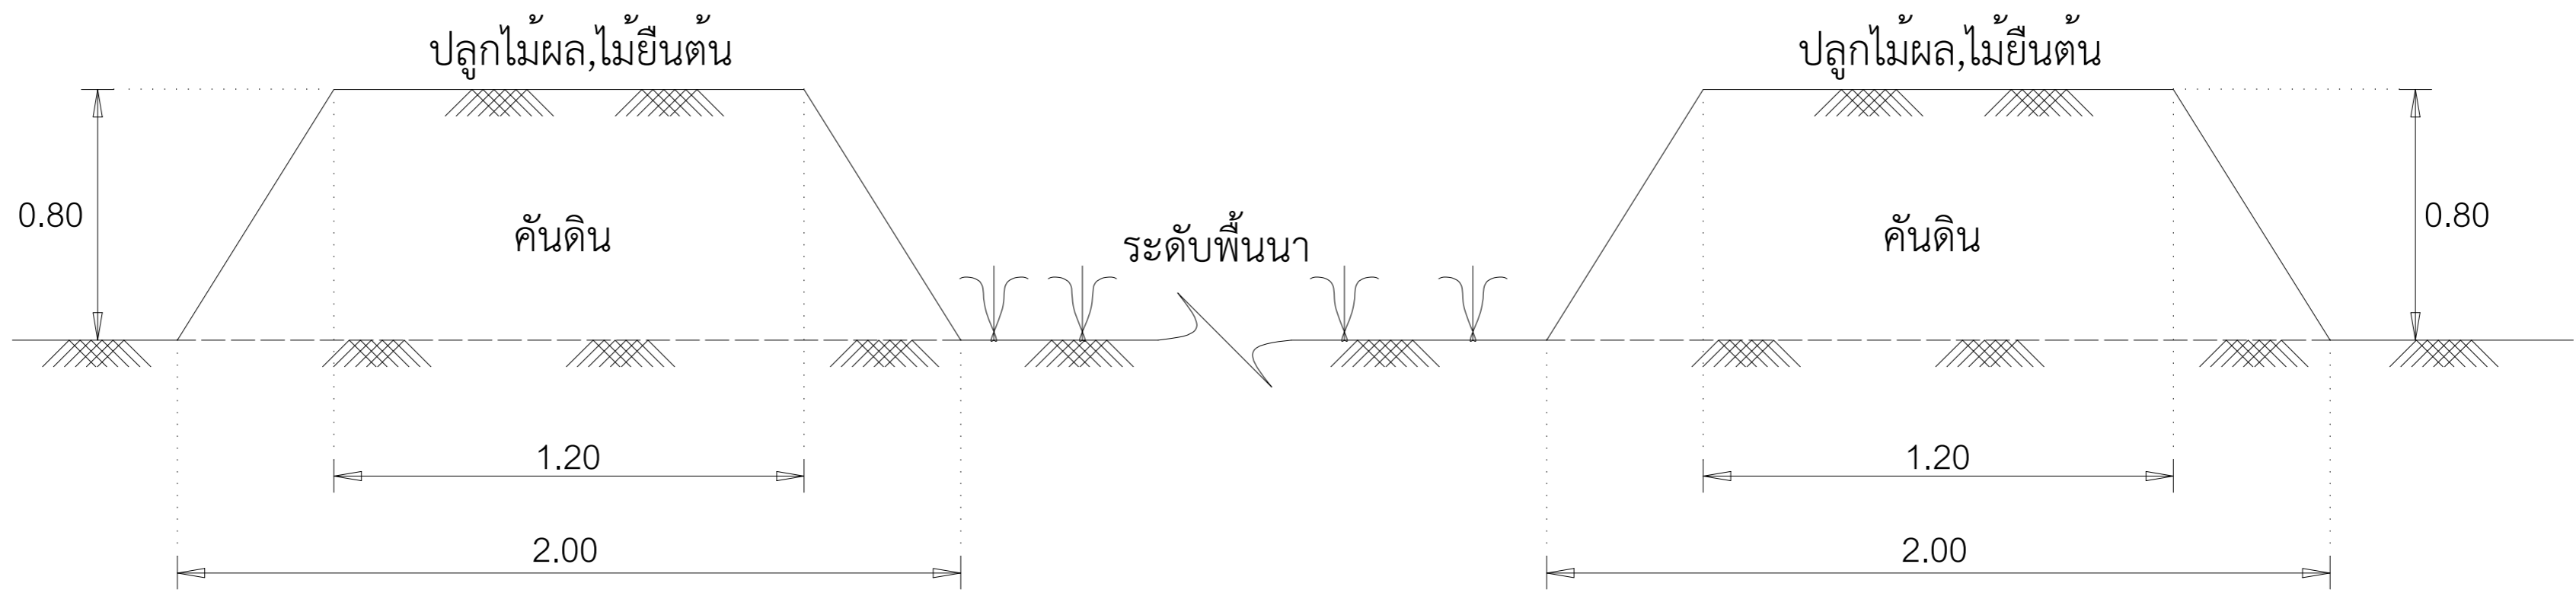 ปลูกไม้ผล,ไม้ยืนต้น
ปลูกไม้ผล,ไม้ยืนต้น
0.80
คันดิน
ระดับพื้นนา
คันดิน
0.80
1.20
1.20
2.00
2.00